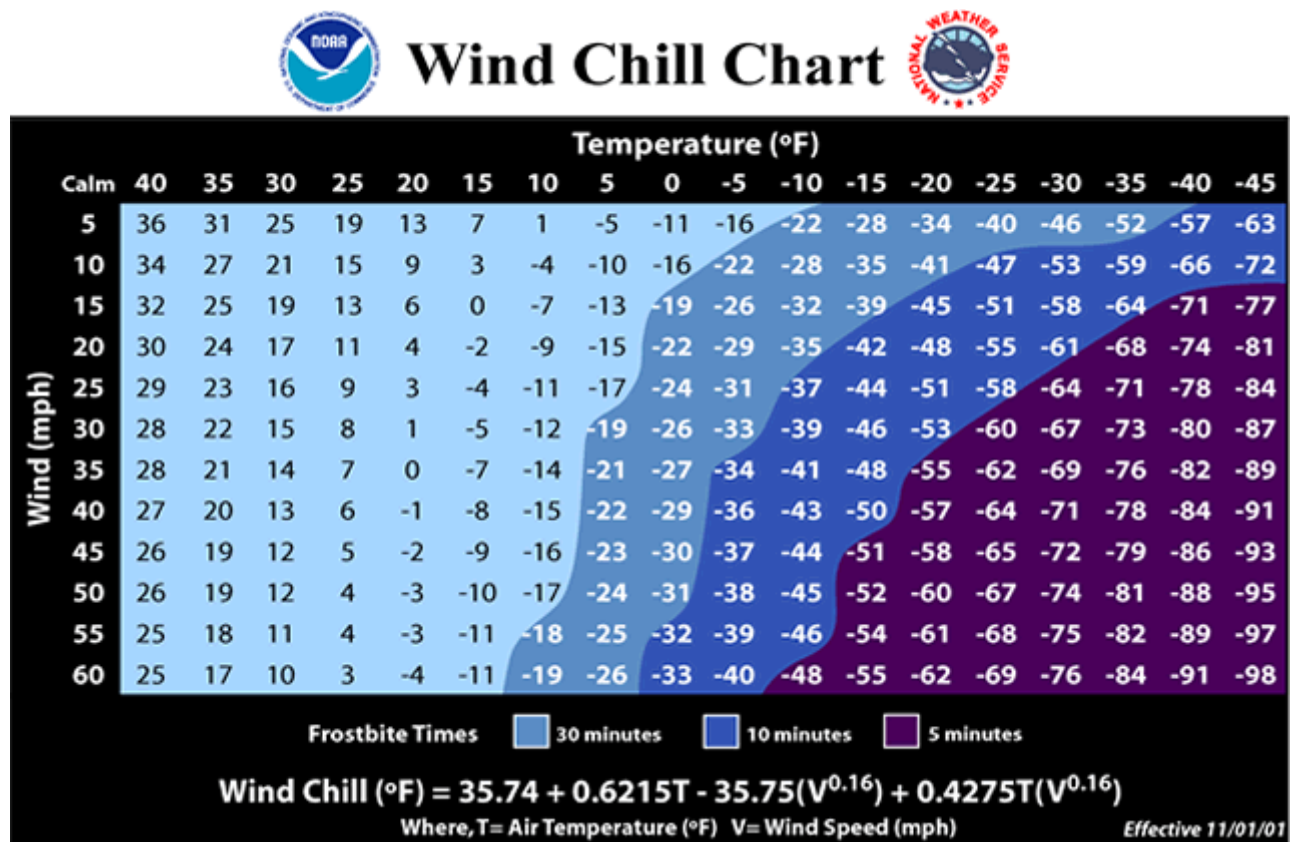 NOAA
NATIONAL OCEANIC AND ATMOSPHERIC ADMINISTRATION
U.S. DEPARTMENT OF COMMERCE
Wind Chill Chart
NATIONAL WEATHER SERVICE
Temperature (ºF)
Calm 40 35 30 25 20 15 10 5 0 -5 -10 -15 -20 -25 -30 -35 -40 -45
Wind (mph)
5 36 31 25 19 13 7 1 -5 -11 -16 -22 -28 -34 -40 -46 -52 -57 -63
10 34 27 21 15 9 3 -4 -10 -16 -22 -28 -35 -41 -47 -53 -59 -66 -72
15 32 25 19 13 6 0 -7 -13 -19 -26 -32 -39 -45 -51 -58 -64 -71 -77
20 30 24 17 11 4 -2 -9 -15 -22 -29 -35 -42 -48 -55 -61 -68 -74 -81
25 29 23 16 9 3 -4 -11 -17 -24 -31 -37 -44 -51 -58 -64 -71 -78 -84
30 28 22 15 8 1 -5 -12 -19 -26 -33 -39 -46 -53 -60 -67 -73 -80 -87
35 28 21 14 7 0 -7 -14 -21 -27 -34 -41 -48 -55 -62 -69 -76 -82 -89
40 27 20 13 6 -1 -8 -15 -22 -29 -36 -43 -50 -57 -64 -71 -78 -84 -91
45 26 19 12 5 -2 -9 -16 -23 -30 -37 -44 -51 -58 -65 -72 -79 -86 -93
50 26 19 12 4 -3 -10 -17 -24 -31 -38 -45 -52 -60 -67 -74 -81 -88 -95
55 25 18 11 4 -3 -11 -18 -25 -32 -39 -46 -54 -61 -68 -75 -82 -89 -97
60 25 17 10 3 -4 -11 -19 -26 -33 -40 -48 -55 -62 -69 -76 -84 -91 -98
Frostbite Times 30 minutes 10 minutes 5 minutes
Wind Chill (ºF) = 35.74 + 0.6215T - 35.75(V^0.16) + 0.4275T(V^0.16)
Where, T= Air Temperature (ºF) V= Wind Speed (mph)
Effective 11/01/01